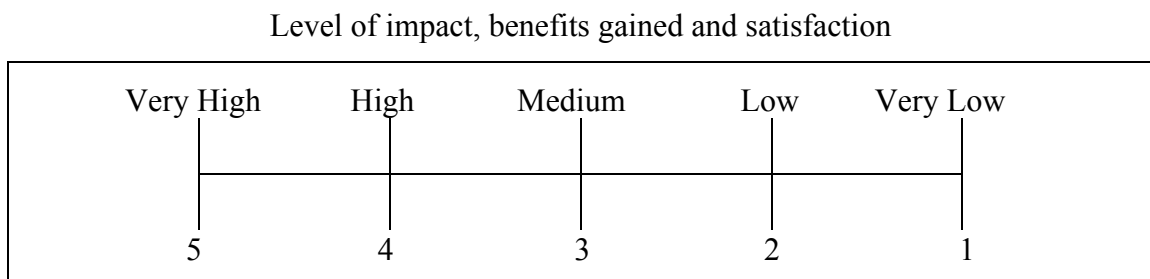 Level of impact, benefits gained and satisfaction
Very High High Medium Low Very Low
5 4 3 2 1